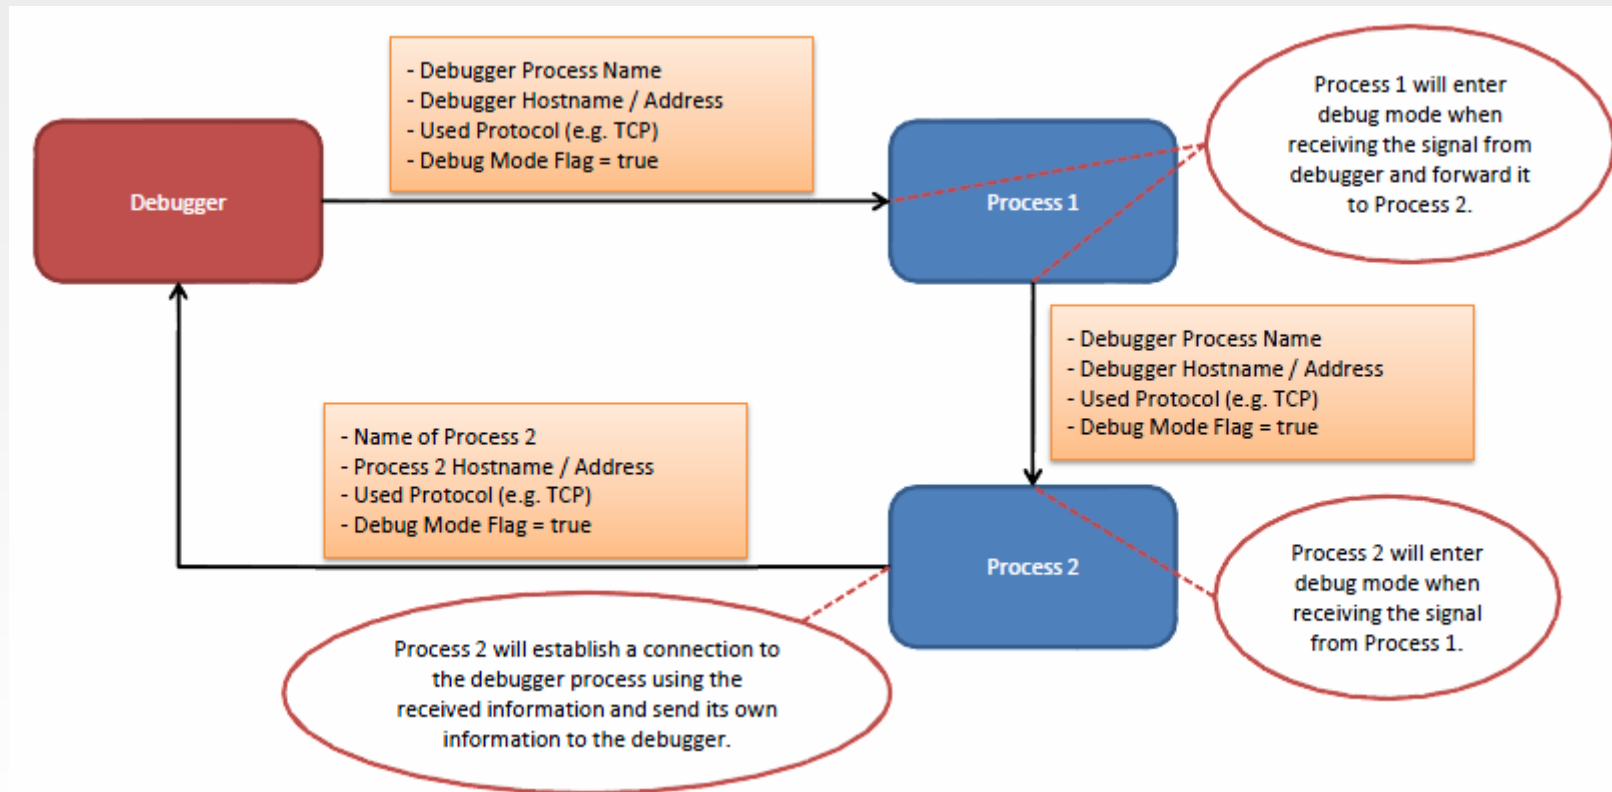 - Debugger Process Name
- Debugger Hostname / Address
- Used Protocol (e.g. TCP)
- Debug Mode Flag = true
Process 1 will enter
debug mode when
receiving the signal from
debugger and forward it
to Process 2.
Debugger
Process 1
- Debugger Process Name
- Debugger Hostname / Address
- Used Protocol (e.g. TCP)
- Debug Mode Flag = true
- Name of Process 2
- Process 2 Hostname / Address
- Used Protocol (e.g. TCP)
- Debug Mode Flag = true
Process 2
Process 2 will enter
debug mode when
receiving the signal
from Process 1.
Process 2 will establish a connection to
the debugger process using the
received information and send its own
information to the debugger.